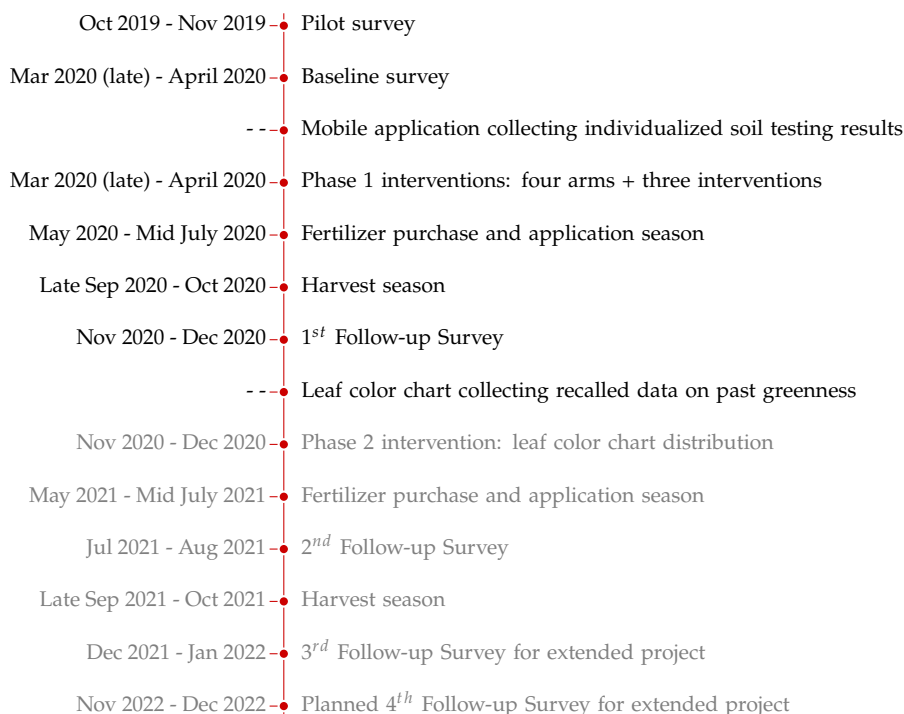 Oct 2019 - Nov 2019 Pilot survey
Mar 2020 (late) - April 2020 Baseline survey
- - Mobile application collecting individualized soil testing results
Mar 2020 (late) - April 2020 Phase 1 interventions: four arms + three interventions
May 2020 - Mid July 2020 Fertilizer purchase and application season
Late Sep 2020 - Oct 2020 Harvest season
Nov 2020 - Dec 2020 1st Follow-up Survey
- - Leaf color chart collecting recalled data on past greenness
Nov 2020 - Dec 2020 Phase 2 intervention: leaf color chart distribution
May 2021 - Mid July 2021 Fertilizer purchase and application season
Jul 2021 - Aug 2021 2nd Follow-up Survey
Late Sep 2021 - Oct 2021 Harvest season
Dec 2021 - Jan 2022 3rd Follow-up Survey for extended project
Nov 2022 - Dec 2022 Planned 4th Follow-up Survey for extended project